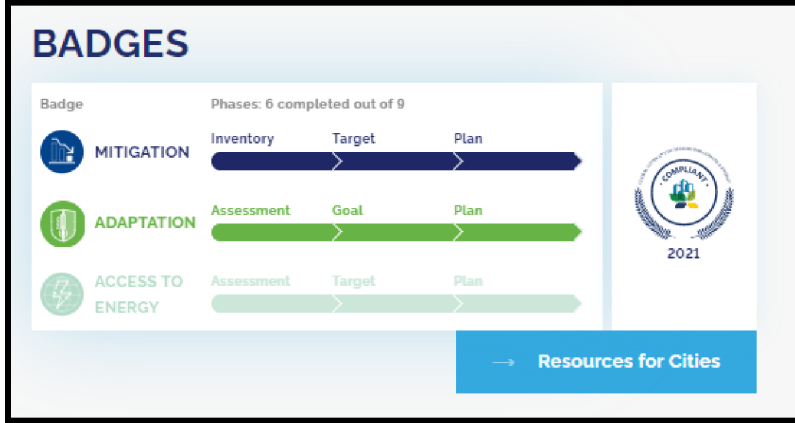 BADGES
Badge
Phases: 6 completed out of 9
MITIGATION
Inventory
Target
Plan
ADAPTATION
Assessment
Goal
Plan
ACCESS TO
ENERGY
Assessment
Target
Plan
COMPLIANT
2021
→ Resources for Cities